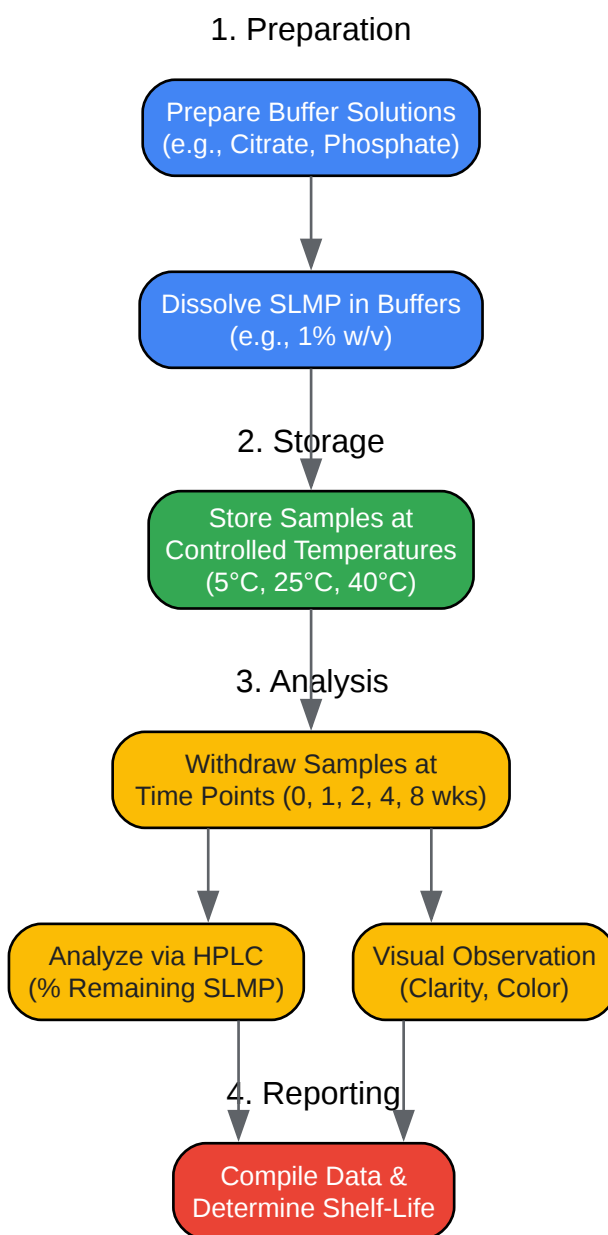 1. Preparation
Prepare Buffer Solutions
(e.g., Citrate, Phosphate)
Dissolve SLMP in Buffers
(e.g., 1% w/v)
2. Storage
Store Samples at
Controlled Temperatures
(5°C, 25°C, 40°C)
3. Analysis
Withdraw Samples at
Time Points (0, 1, 2, 4, 8 wks)
Analyze via HPLC
(% Remaining SLMP)
Visual Observation
(Clarity, Color)
4. Reporting
Compile Data &
Determine Shelf-Life